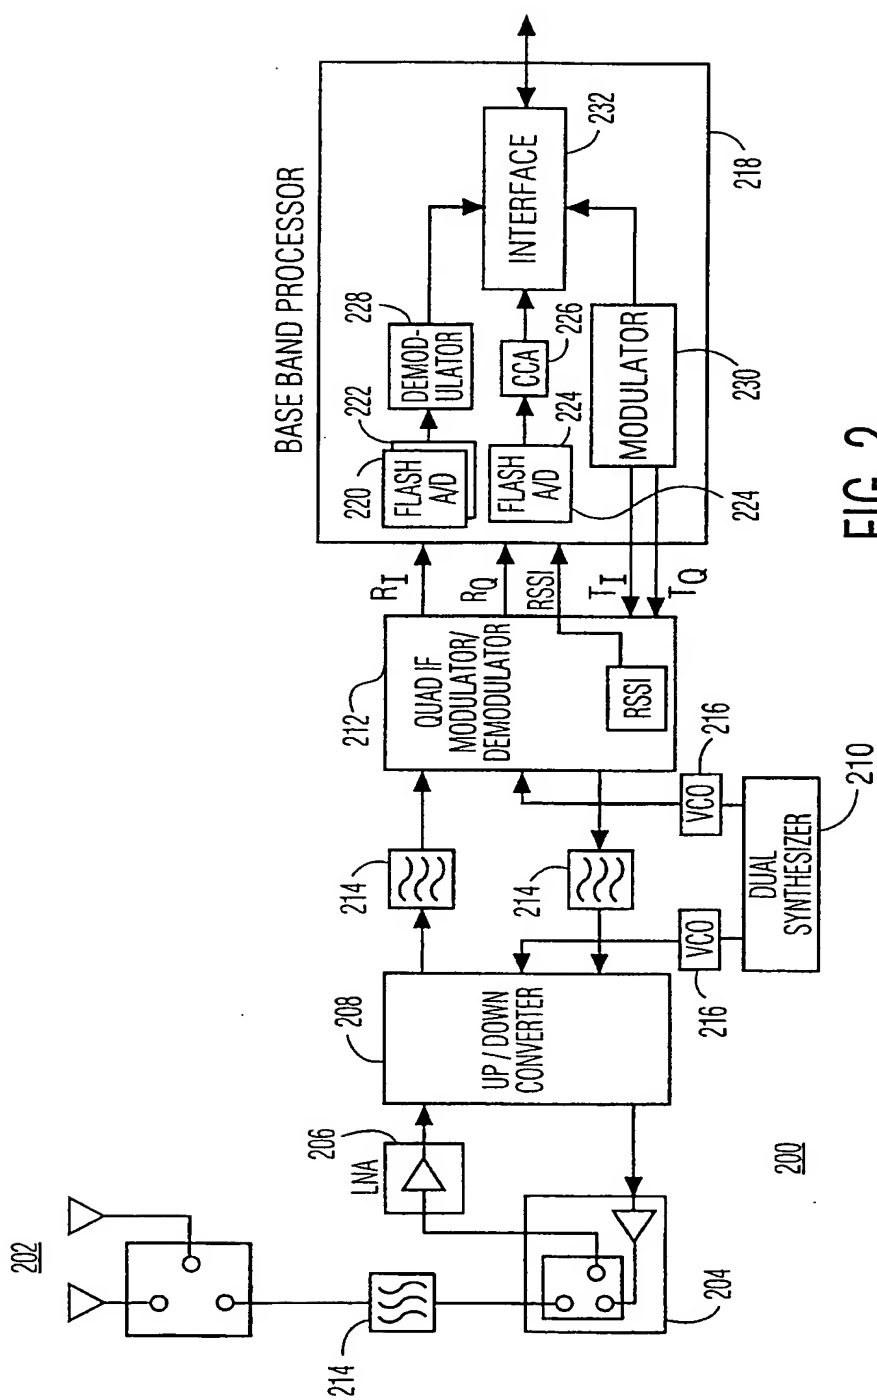 202
214
204
LNA
206
UP / DOWN
CONVERTER
208
200
214
214
VCO
216
VCO
216
DUAL
SYNTHESIZER
210
QUAD IF
MODULATOR/
DEMODULATOR
212
RSSI
RI
RQ
RSSI
TI
TQ
BASE BAND PROCESSOR
FLASH
A/D
220
222
DEMOD-
ULATOR
228
FLASH
A/D
224
224
CCA
226
MODULATOR
230
INTERFACE
232
218
FIG. 2